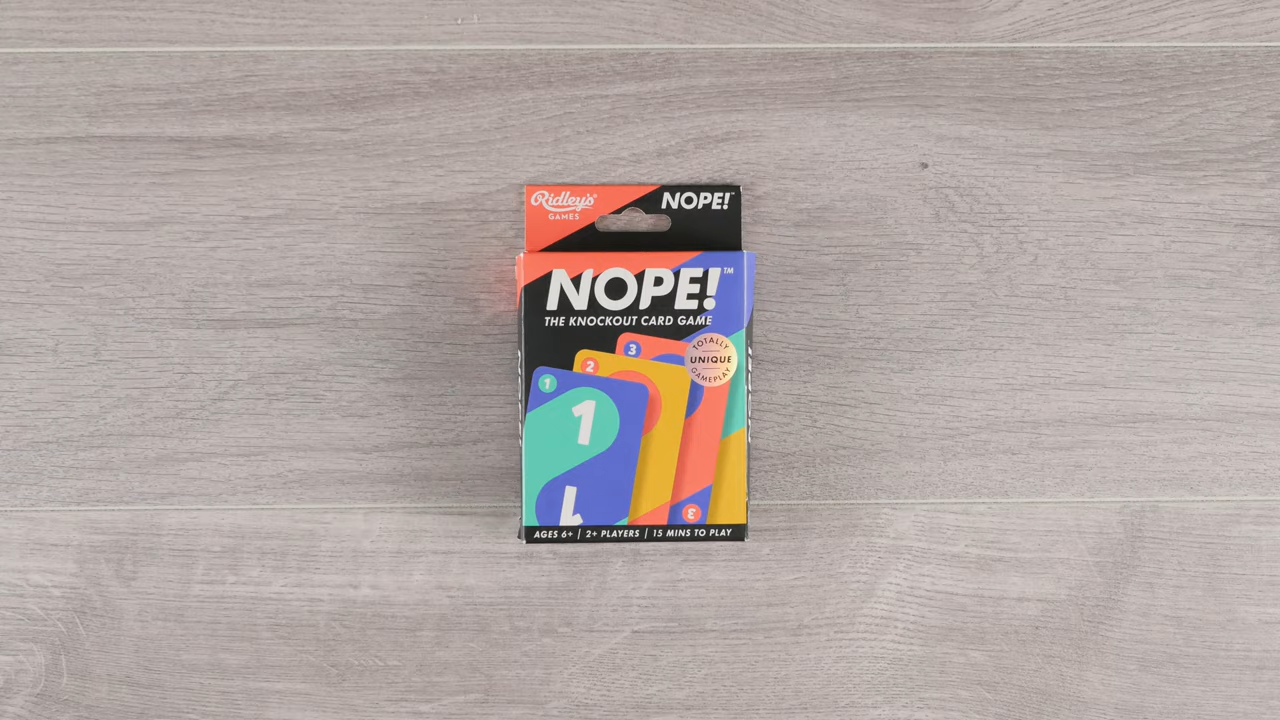 Ridley's®
GAMES
NOPE!™
NOPE!™
THE KNOCKOUT CARD GAME
TOTALLY
UNIQUE
GAMEPLAY
3
2
1
1
1
3
AGES 6+ | 2+ PLAYERS | 15 MINS TO PLAY